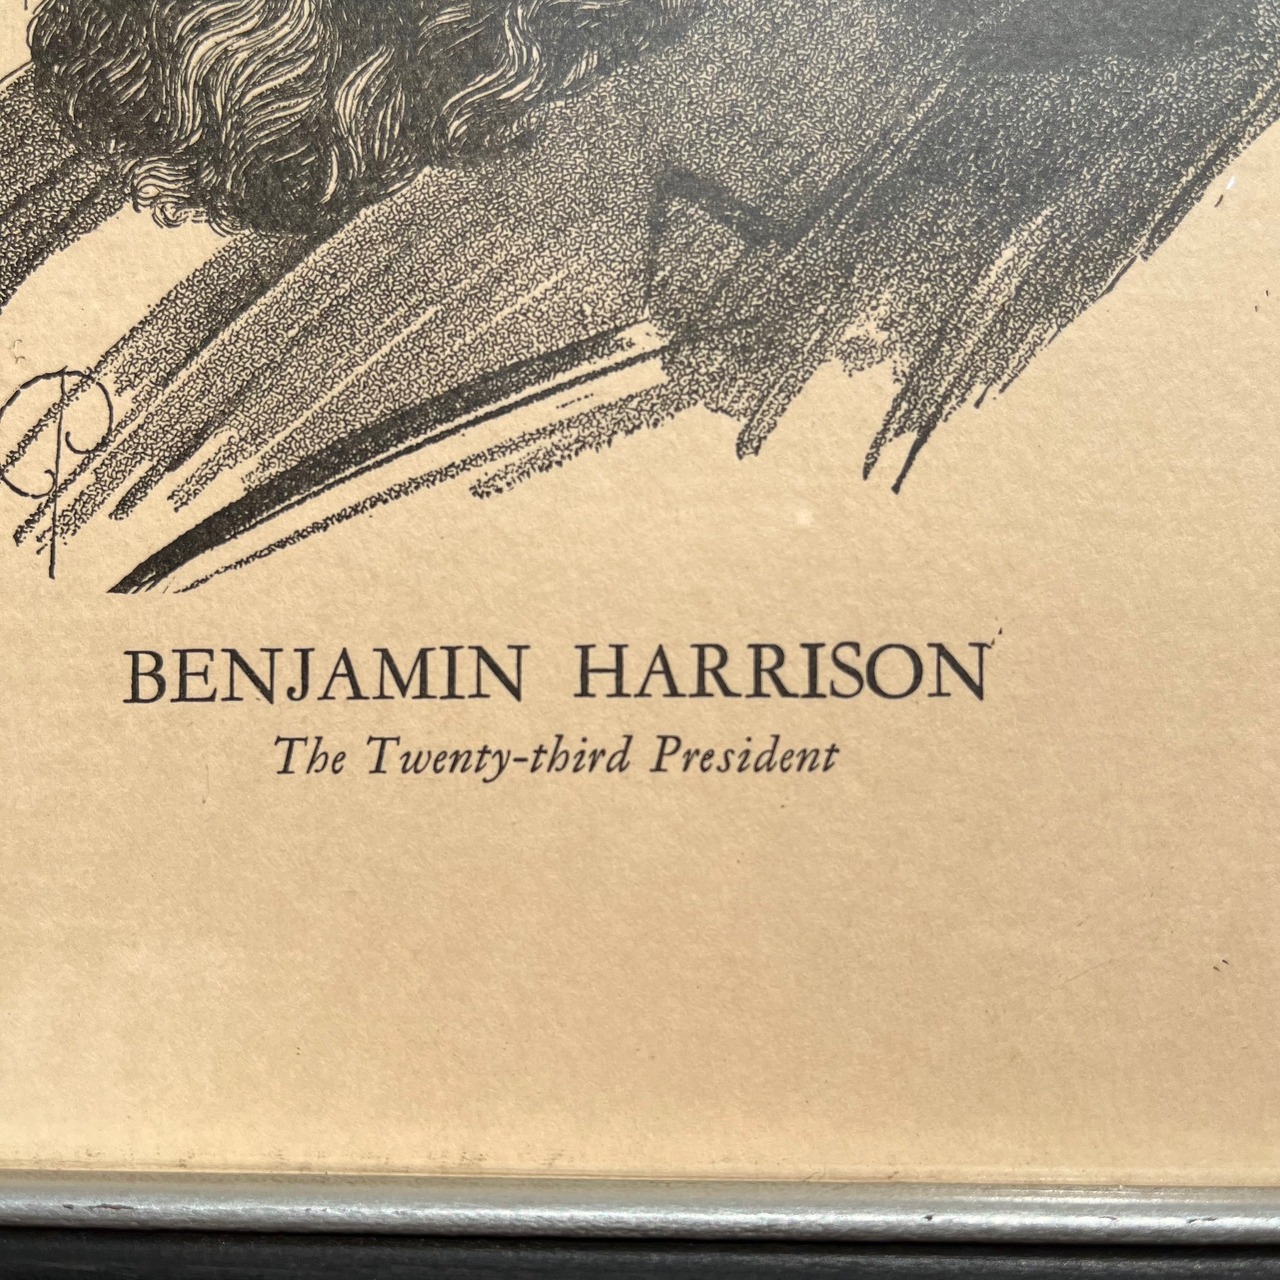 BENJAMIN HARRISON
The Twenty-third President